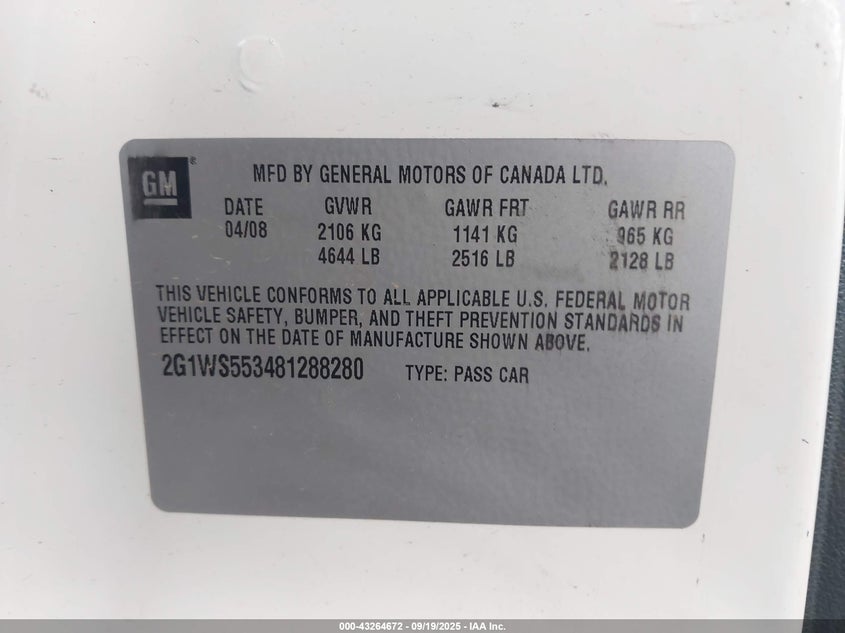 GM®
MFD BY GENERAL MOTORS OF CANADA LTD.
DATE GVWR GAWR FRT GAWR RR
04/08 2106 KG 1141 KG 965 KG
4644 LB 2516 LB 2128 LB
THIS VEHICLE CONFORMS TO ALL APPLICABLE U.S. FEDERAL MOTOR
VEHICLE SAFETY, BUMPER, AND THEFT PREVENTION STANDARDS IN
EFFECT ON THE DATE OF MANUFACTURE SHOWN ABOVE.
2G1WS553481288280 TYPE: PASS CAR
000-43264672 - 09/19/2025 - IAA Inc.